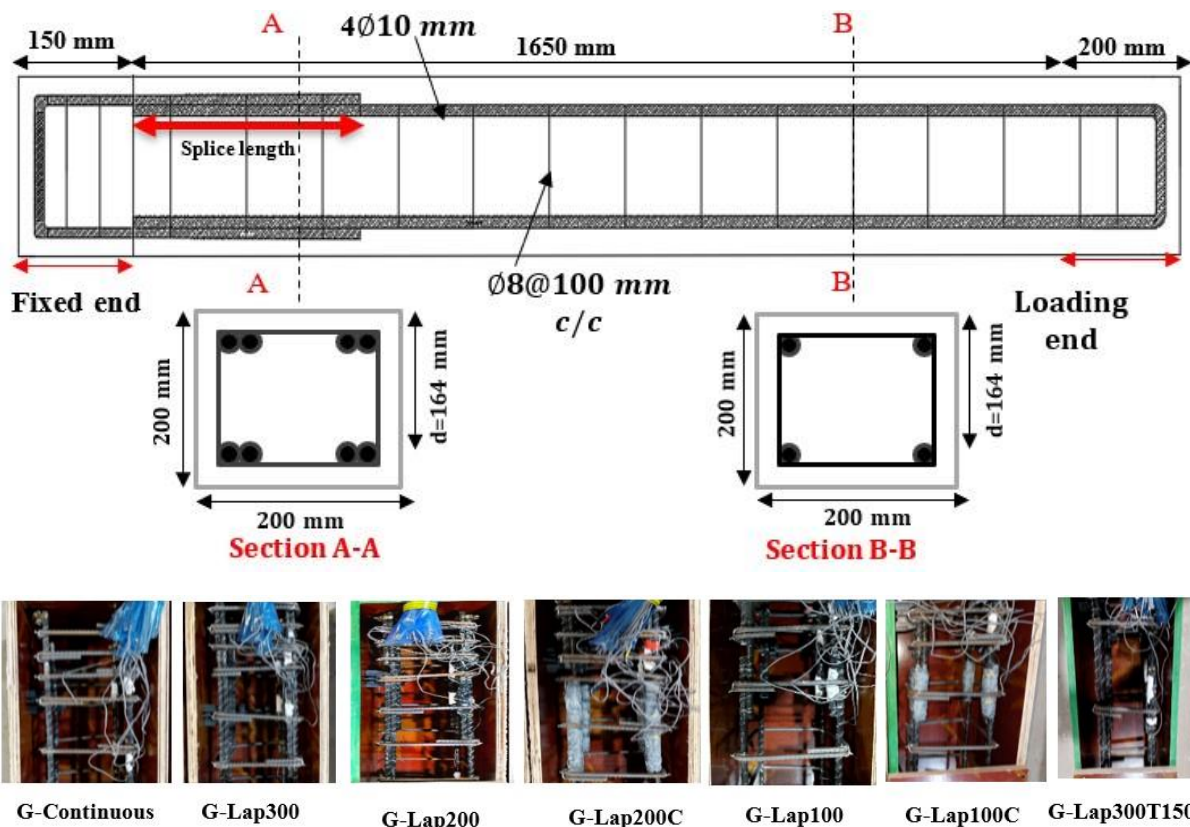 A
B
4Ø10 mm
150 mm
1650 mm
200 mm
Splice length
A
B
Fixed end
Ø8@100 mm
c/c
Loading
end
200 mm
d=164 mm
200 mm
d=164 mm
200 mm
200 mm
Section A-A
Section B-B
G-Continuous
G-Lap300
G-Lap200
G-Lap200C
G-Lap100
G-Lap100C
G-Lap300T150